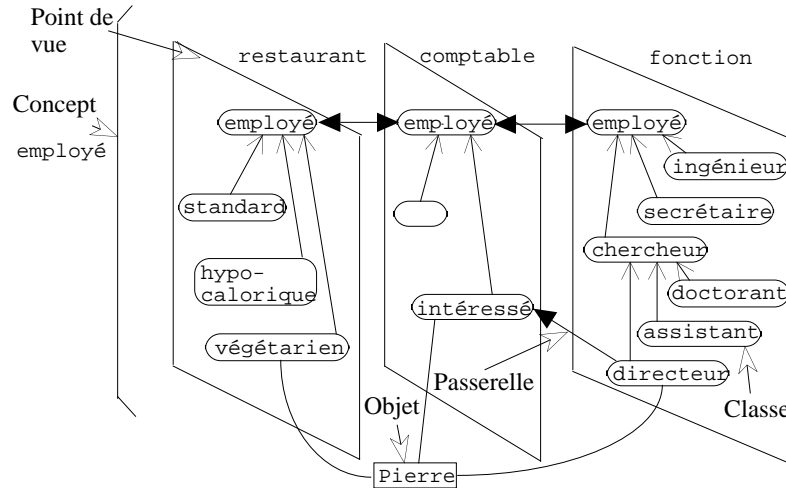 Point de
vue
restaurant
comptable
fonction
Concept
employé
employé
employé
employé
ingénieur
standard
secrétaire
chercheur
hypo-
calorique
doctorant
intéressé
assistant
végétarien
Passerelle
directeur
Objet
Classe
Pierre